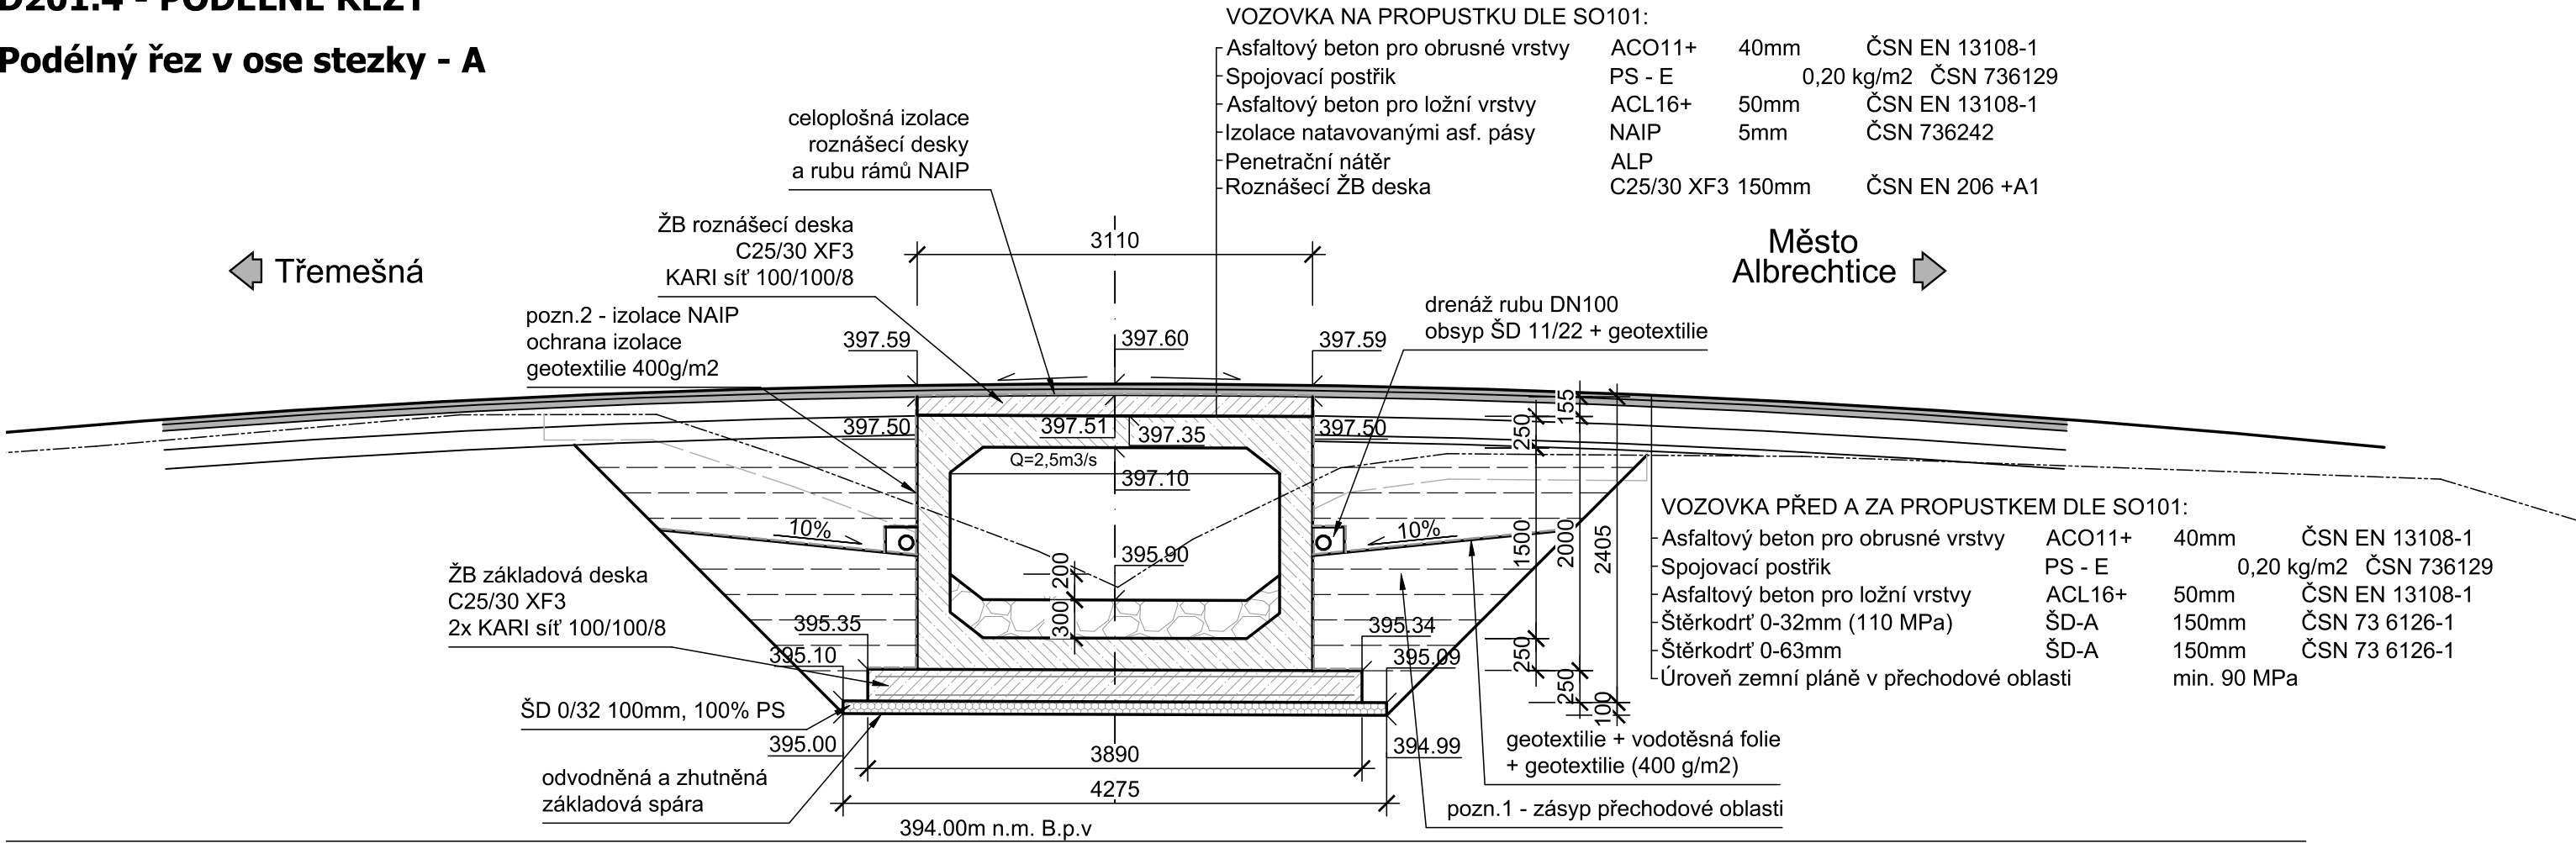 D201.4 - PODÉLNÉ ŘEZY
Podélný řez v ose stezky - A
VOZOVKA NA PROPUSTKU DLE SO101:
Asfaltový beton pro obrusné vrstvy ACO11+ 40mm ČSN EN 13108-1
Spojovací postřik PS - E 0,20 kg/m2 ČSN 736129
Asfaltový beton pro ložní vrstvy ACL16+ 50mm ČSN EN 13108-1
Izolace natavovanými asf. pásy NAIP 5mm ČSN 736242
Penetrační nátěr ALP
Roznášecí ŽB deska C25/30 XF3 150mm ČSN EN 206 +A1
celoplošná izolace
roznášecí desky
a rubu rámů NAIP
ŽB roznášecí deska
C25/30 XF3
KARI síť 100/100/8
3110
Třemešná
Město
Albrechtice
pozn.2 - izolace NAIP
ochrana izolace
geotextilie 400g/m2
drenáž rubu DN100
obsyp ŠD 11/22 + geotextilie
397.59
397.60
397.59
397.50
397.51
397.35
397.50
Q=2,5m3/s
397.10
10%
10%
395.90
200
300
155
250
1500
2000
2405
250
250
100
VOZOVKA PŘED A ZA PROPUSTKEM DLE SO101:
Asfaltový beton pro obrusné vrstvy ACO11+ 40mm ČSN EN 13108-1
Spojovací postřik PS - E 0,20 kg/m2 ČSN 736129
Asfaltový beton pro ložní vrstvy ACL16+ 50mm ČSN EN 13108-1
Štěrkodrť 0-32mm (110 MPa) ŠD-A 150mm ČSN 73 6126-1
Štěrkodrť 0-63mm ŠD-A 150mm ČSN 73 6126-1
Úroveň zemní pláně v přechodové oblasti min. 90 MPa
ŽB základová deska
C25/30 XF3
2x KARI síť 100/100/8
395.35
395.34
395.10
395.09
ŠD 0/32 100mm, 100% PS
395.00
3890
394.99
geotextilie + vodotěsná folie
+ geotextilie (400 g/m2)
odvodněná a zhutněná
základová spára
4275
pozn.1 - zásyp přechodové oblasti
394.00m n.m. B.p.v